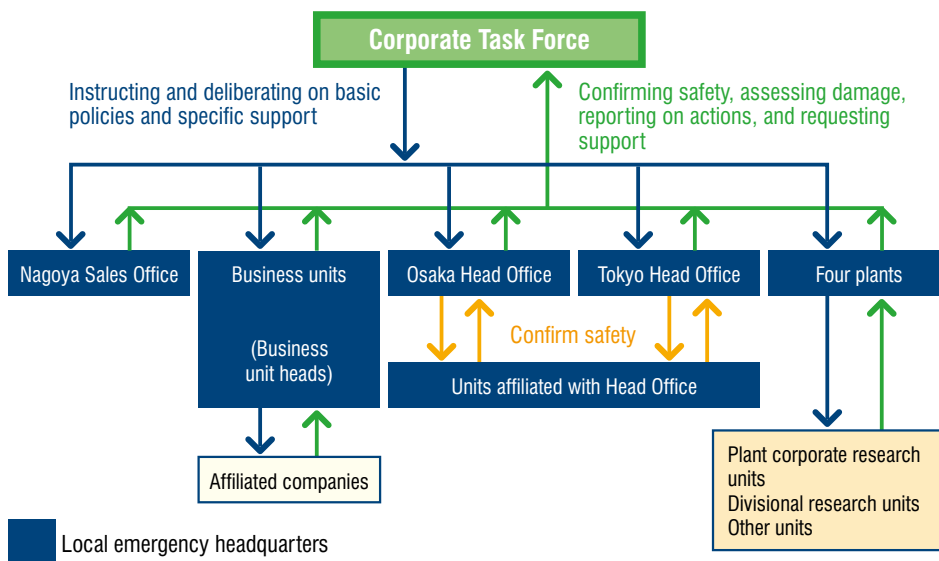 Corporate Task Force
Instructing and deliberating on basic
policies and specific support
Confirming safety, assessing damage,
reporting on actions, and requesting
support
Nagoya Sales Office
Business units
(Business
unit heads)
Osaka Head Office
Tokyo Head Office
Four plants
Confirm safety
Units affiliated with Head Office
Affiliated companies
Plant corporate research
units
Divisional research units
Other units
Local emergency headquarters